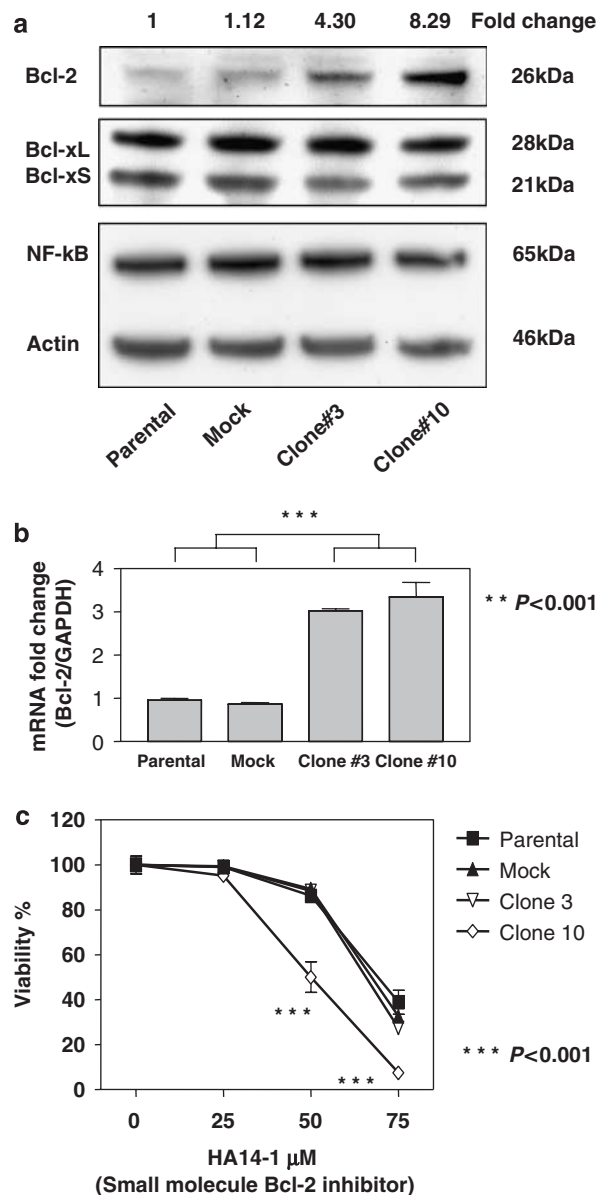 a
1 1.12 4.30 8.29 Fold change
Bcl-2 26kDa
Bcl-xL 28kDa
Bcl-xS 21kDa
NF-kB 65kDa
Actin 46kDa
Parental Mock Clone#3 Clone#10
b
* * *
mRNA fold change
(Bcl-2/GAPDH)
4
3
2
1
0
* * P<0.001
Parental Mock Clone #3 Clone #10
c
Viability %
120
100
80
60
40
20
0
Parental
Mock
Clone 3
Clone 10
* * *
* * *
* * * P<0.001
0 25 50 75
HA14-1 μM
(Small molecule Bcl-2 inhibitor)